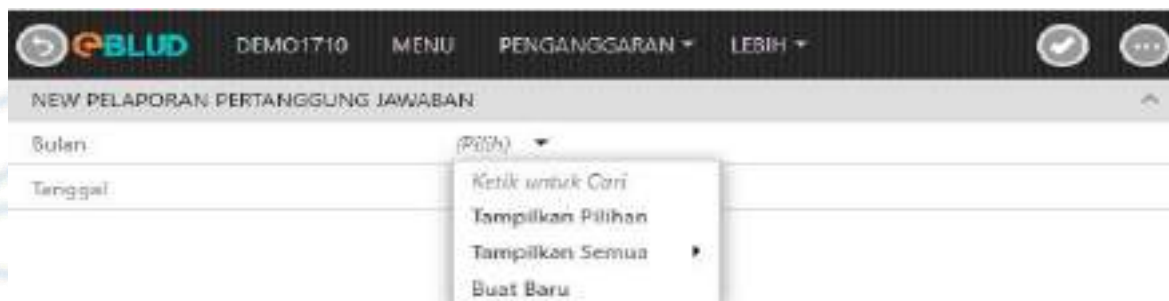 eBLUD DEMO1710 MENU PENGANGGARAN LEBIH
NEW PELAPORAN PERTANGGUNG JAWABAN
Bulan (Pilih)
Tanggal
Ketik untuk Cari
Tampilkan Pilihan
Tampilkan Semua
Buat Baru